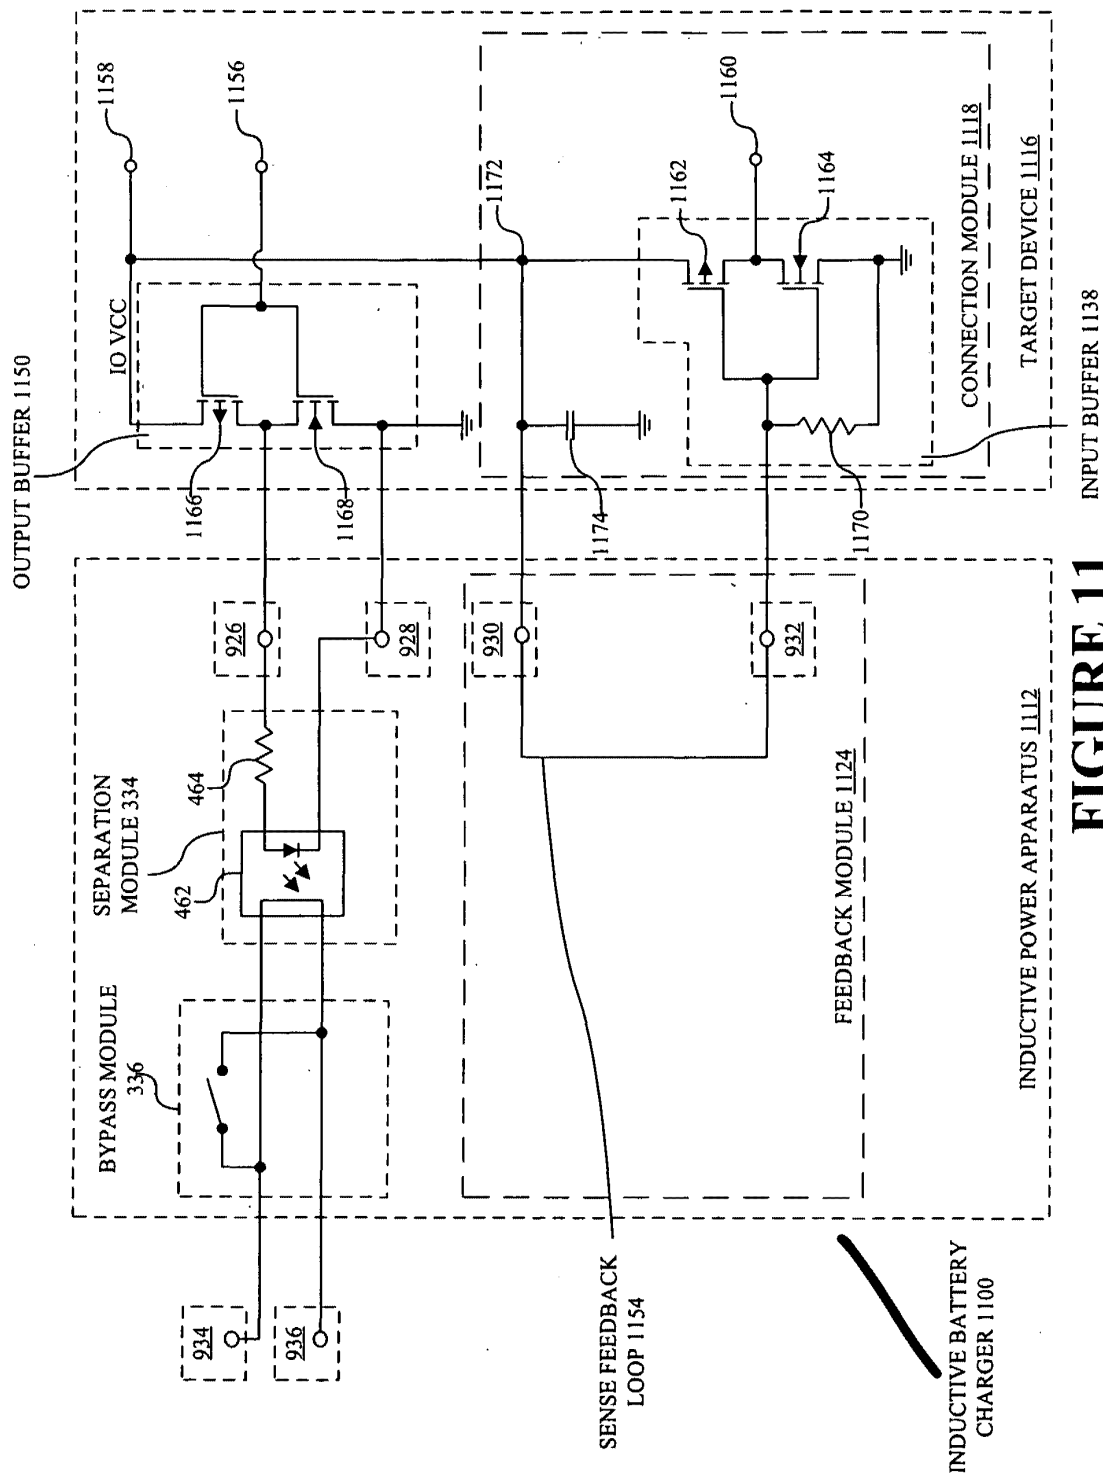 OUTPUT BUFFER 1150
IO VCC
1158
1156
1166
1168
926
928
464
SEPARATION
MODULE 334
462
BYPASS MODULE
336
934
936
1172
1174
930
932
1160
1162
1164
1170
SENSE FEEDBACK
LOOP 1154
FEEDBACK MODULE 1124
CONNECTION MODULE 1118
TARGET DEVICE 1116
INPUT BUFFER 1138
INDUCTIVE POWER APPARATUS 1112
INDUCTIVE BATTERY
CHARGER 1100
FIGURE 11